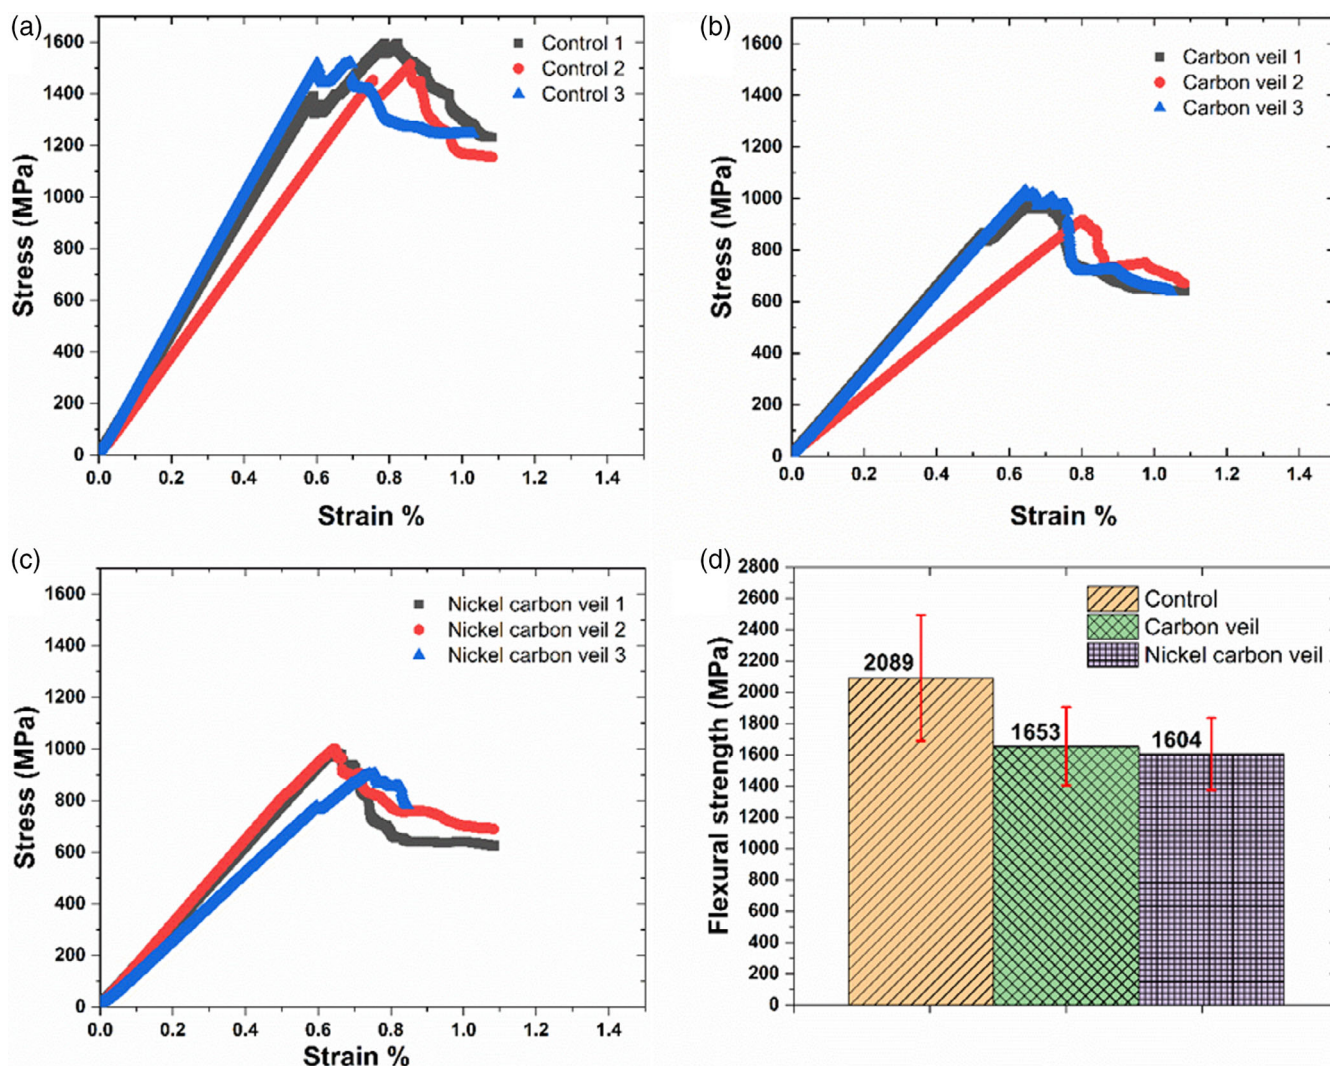 (a)
1600
1400
1200
1000
800
600
400
200
0
Stress (MPa)
Control 1
Control 2
Control 3
0.0 0.2 0.4 0.6 0.8 1.0 1.2 1.4
Strain %
(b)
1600
1400
1200
1000
800
600
400
200
0
Stress (MPa)
Carbon veil 1
Carbon veil 2
Carbon veil 3
0.0 0.2 0.4 0.6 0.8 1.0 1.2 1.4
Strain %
(c)
1600
1400
1200
1000
800
600
400
200
0
Stress (MPa)
Nickel carbon veil 1
Nickel carbon veil 2
Nickel carbon veil 3
0.0 0.2 0.4 0.6 0.8 1.0 1.2 1.4
Strain %
(d)
2800
2600
2400
2200
2000
1800
1600
1400
1200
1000
800
600
400
200
0
Flexural strength (MPa)
Control
Carbon veil
Nickel carbon veil
2089
1653
1604